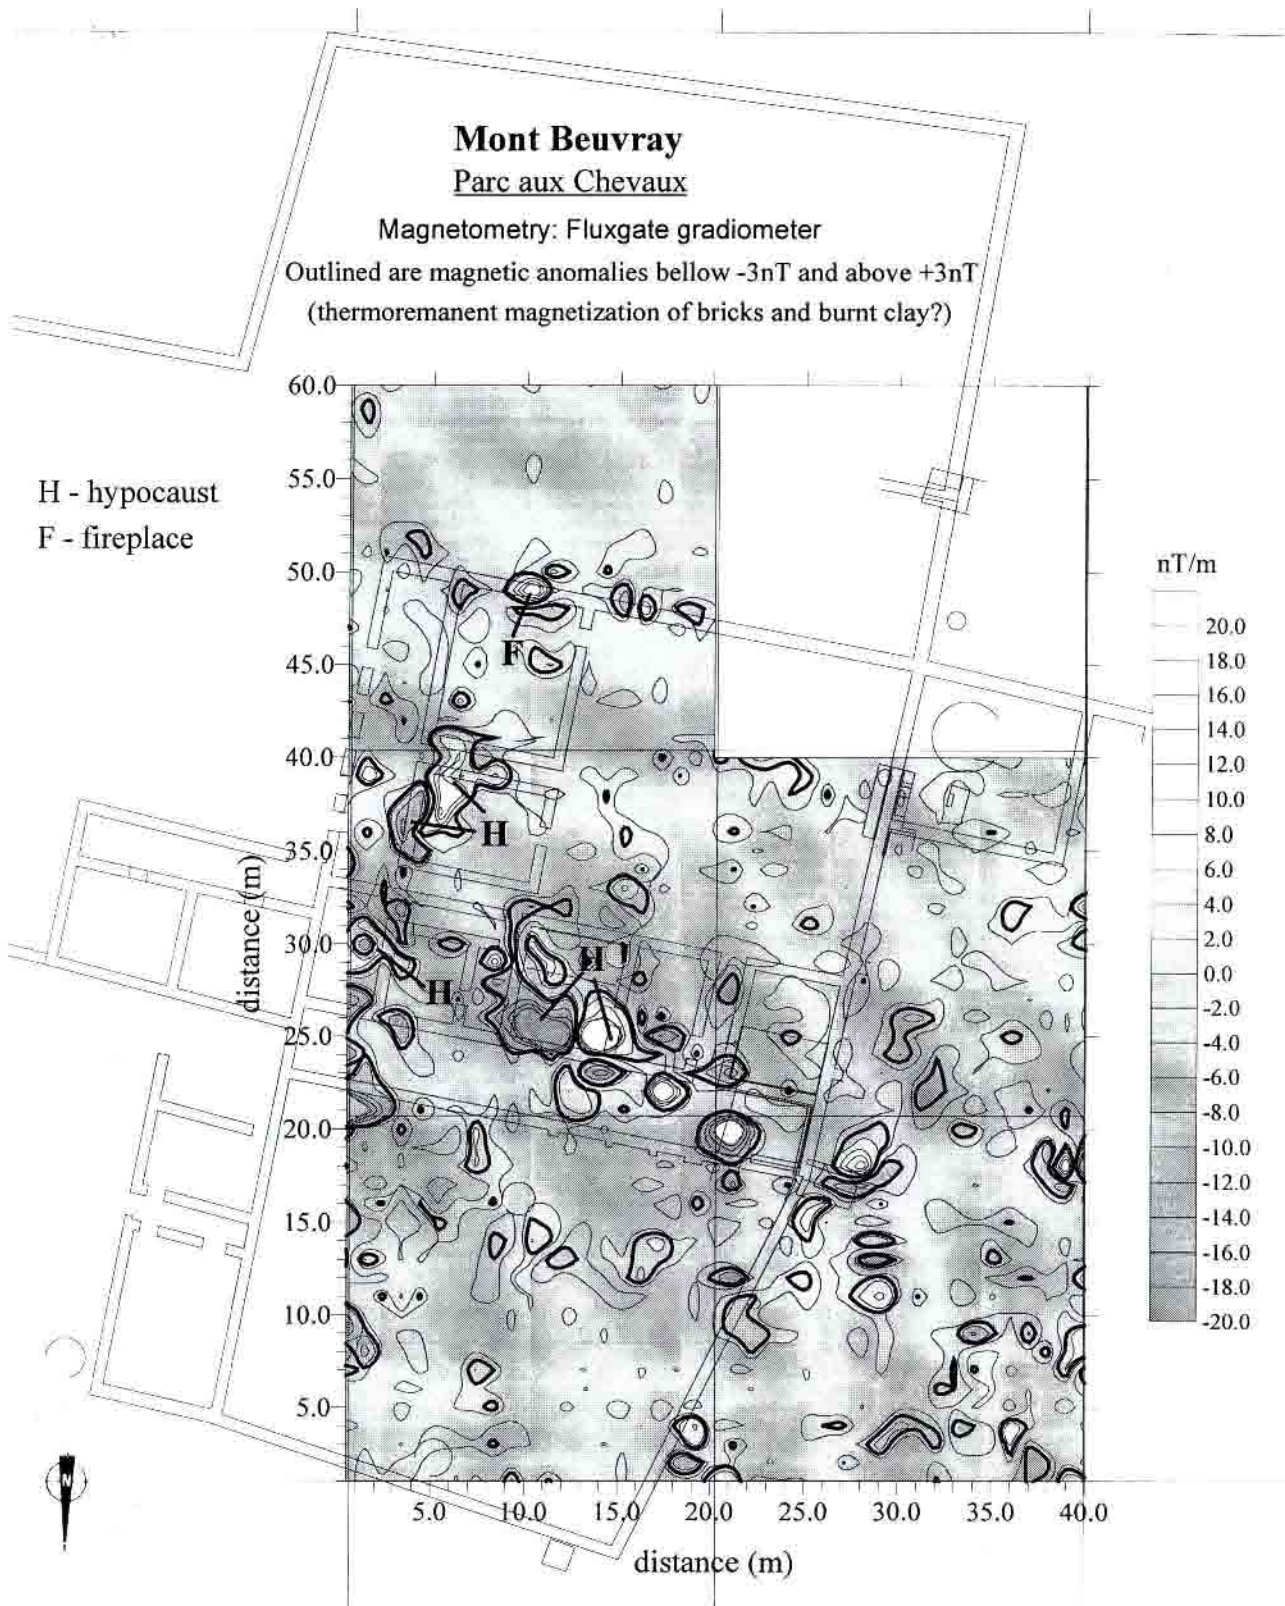 Mont Beuvray
Parc aux Chevaux
Magnetometry: Fluxgate gradiometer
Outlined are magnetic anomalies bellow -3nT and above +3nT
(thermoremanent magnetization of bricks and burnt clay?)
H - hypocaust
F - fireplace
60.0
55.0
50.0
45.0
40.0
35.0
30.0
25.0
20.0
15.0
10.0
5.0
distance (m)
F
H
H
H
nT/m
20.0
18.0
16.0
14.0
12.0
10.0
8.0
6.0
4.0
2.0
0.0
-2.0
-4.0
-6.0
-8.0
-10.0
-12.0
-14.0
-16.0
-18.0
-20.0
N
5.0
10.0
15.0
20.0
25.0
30.0
35.0
40.0
distance (m)